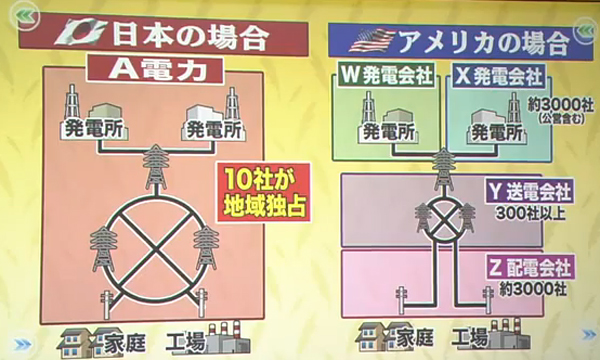 日本の場合
A電力
発電所
発電所
10社が
地域独占
家庭
工場
アメリカの場合
W発電会社
X発電会社
発電所
発電所
約3000社
(公営含む)
Y送電会社
300社以上
Z配電会社
約3000社
家庭
工場